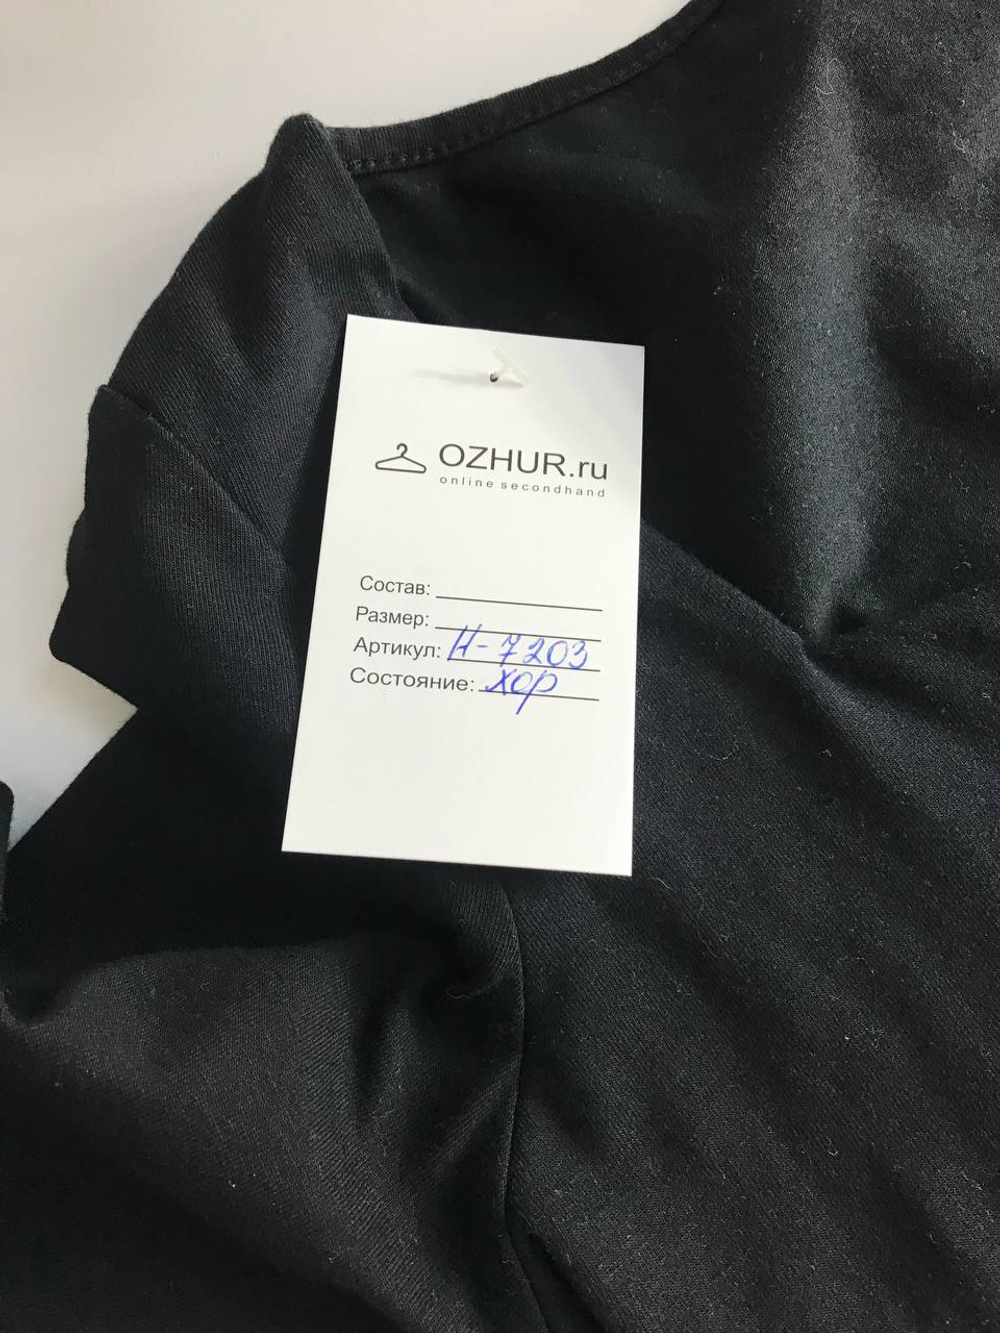 OZHUR.ru
online secondhand
Состав:
Размер:
Артикул: Н-7203
Состояние: хор